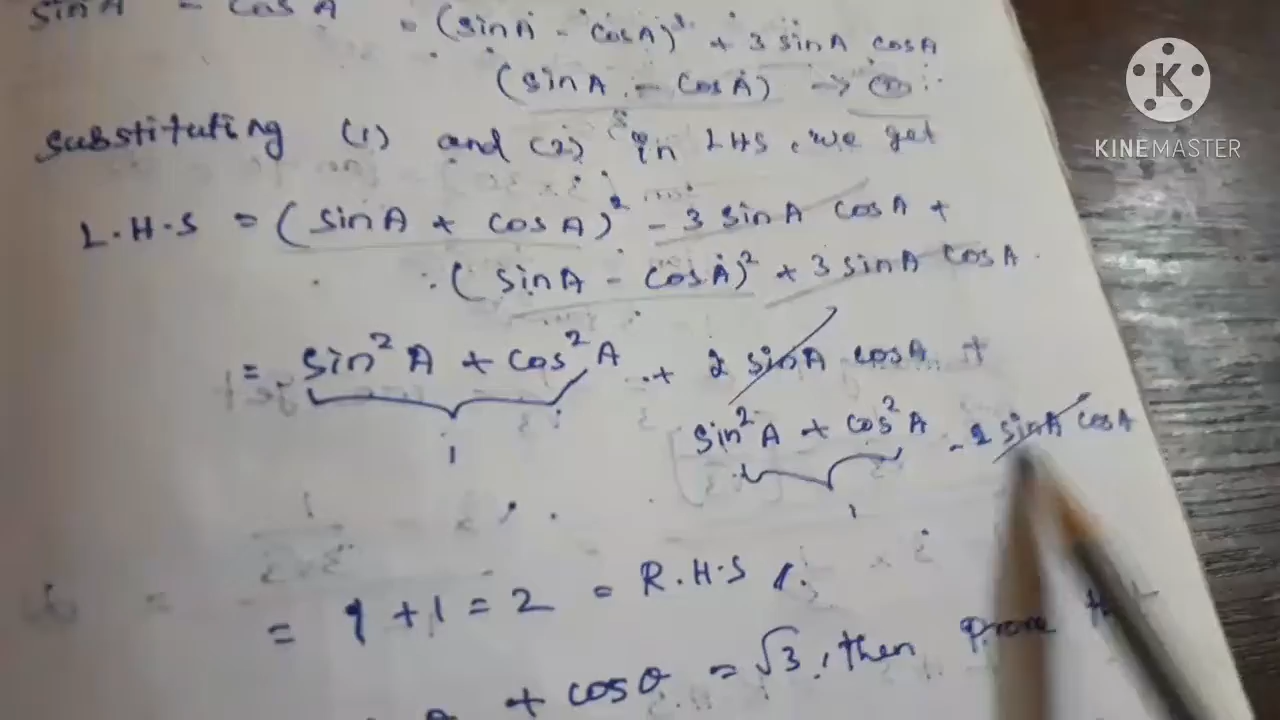 sin A - cos A = (sinA - cosA)³ + 3 sinA cosA
(sinA - cosA) → (2)
substituting (1) and (2) in LHS, we get
L.H.S = (sinA + cosA)² - 3 sinA cosA +
(sinA - cosA)² + 3 sinA cosA.
= sin²A + cos²A + 2 sinA cosA +
sin²A + cos²A - 2 sinA cosA
1
1
= 1 + 1 = 2 = R.H.S
+ cosθ = √3, then prove
K
KINEMASTER